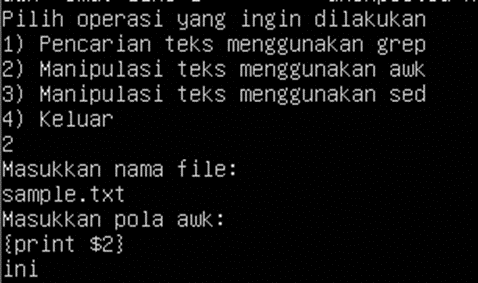 Pilih operasi yang ingin dilakukan
1) Pencarian teks menggunakan grep
2) Manipulasi teks menggunakan awk
3) Manipulasi teks menggunakan sed
4) Keluar
2
Masukkan nama file:
sample.txt
Masukkan pola awk:
{print $2}
ini